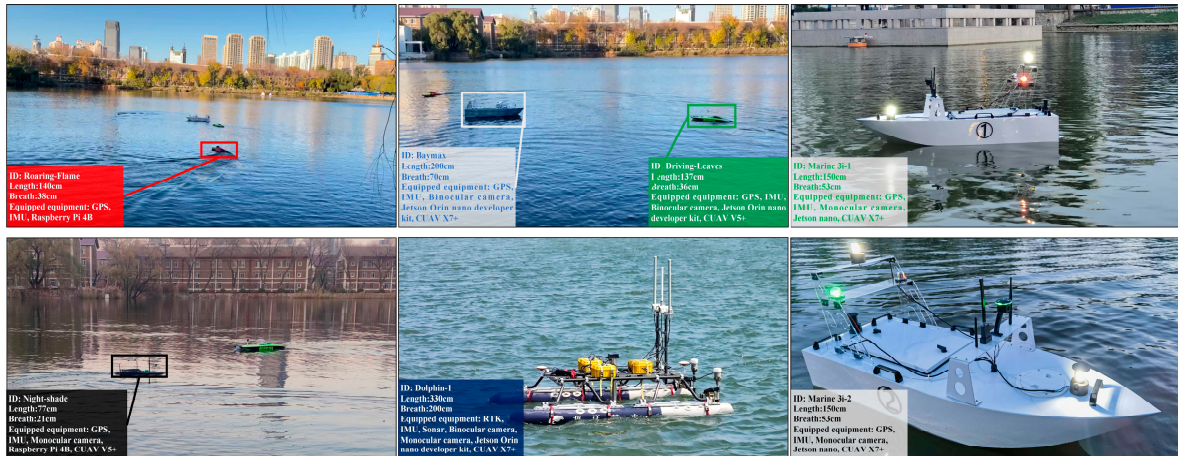 ID: Roaring-Flame
Length:140cm
Breath:38cm
Equipped equipment: GPS,
IMU, Raspberry Pi 4B
ID: Baymax
Length:200cm
Breath:70cm
Equipped equipment: GPS,
IMU, Binocular camera,
Jetson Orin nano developer
kit, CUAV X7+
ID: Driving-Leaves
Length:137cm
Breath:36cm
Equipped equipment: GPS, IMU,
Binocular camera, Jetson Orin nano
developer kit, CUAV V5+
①
ID: Marine 3i-1
Length:150cm
Breath:53cm
Equipped equipment: GPS,
IMU, Monocular camera,
Jetson nano, CUAV X7+
ID: Night-shade
Length:77cm
Breath:21cm
Equipped equipment: GPS,
IMU, Monocular camera,
Raspberry Pi 4B, CUAV V5+
ID: Dolphin-1
Length:330cm
Breath:200cm
Equipped equipment: RTK,
IMU, Sonar, Binocular camera,
Monocular camera, Jetson Orin
nano developer kit, CUAV X7+
②
ID: Marine 3i-2
Length:150cm
Breath:53cm
Equipped equipment: GPS,
IMU, Monocular camera,
Jetson nano, CUAV X7+